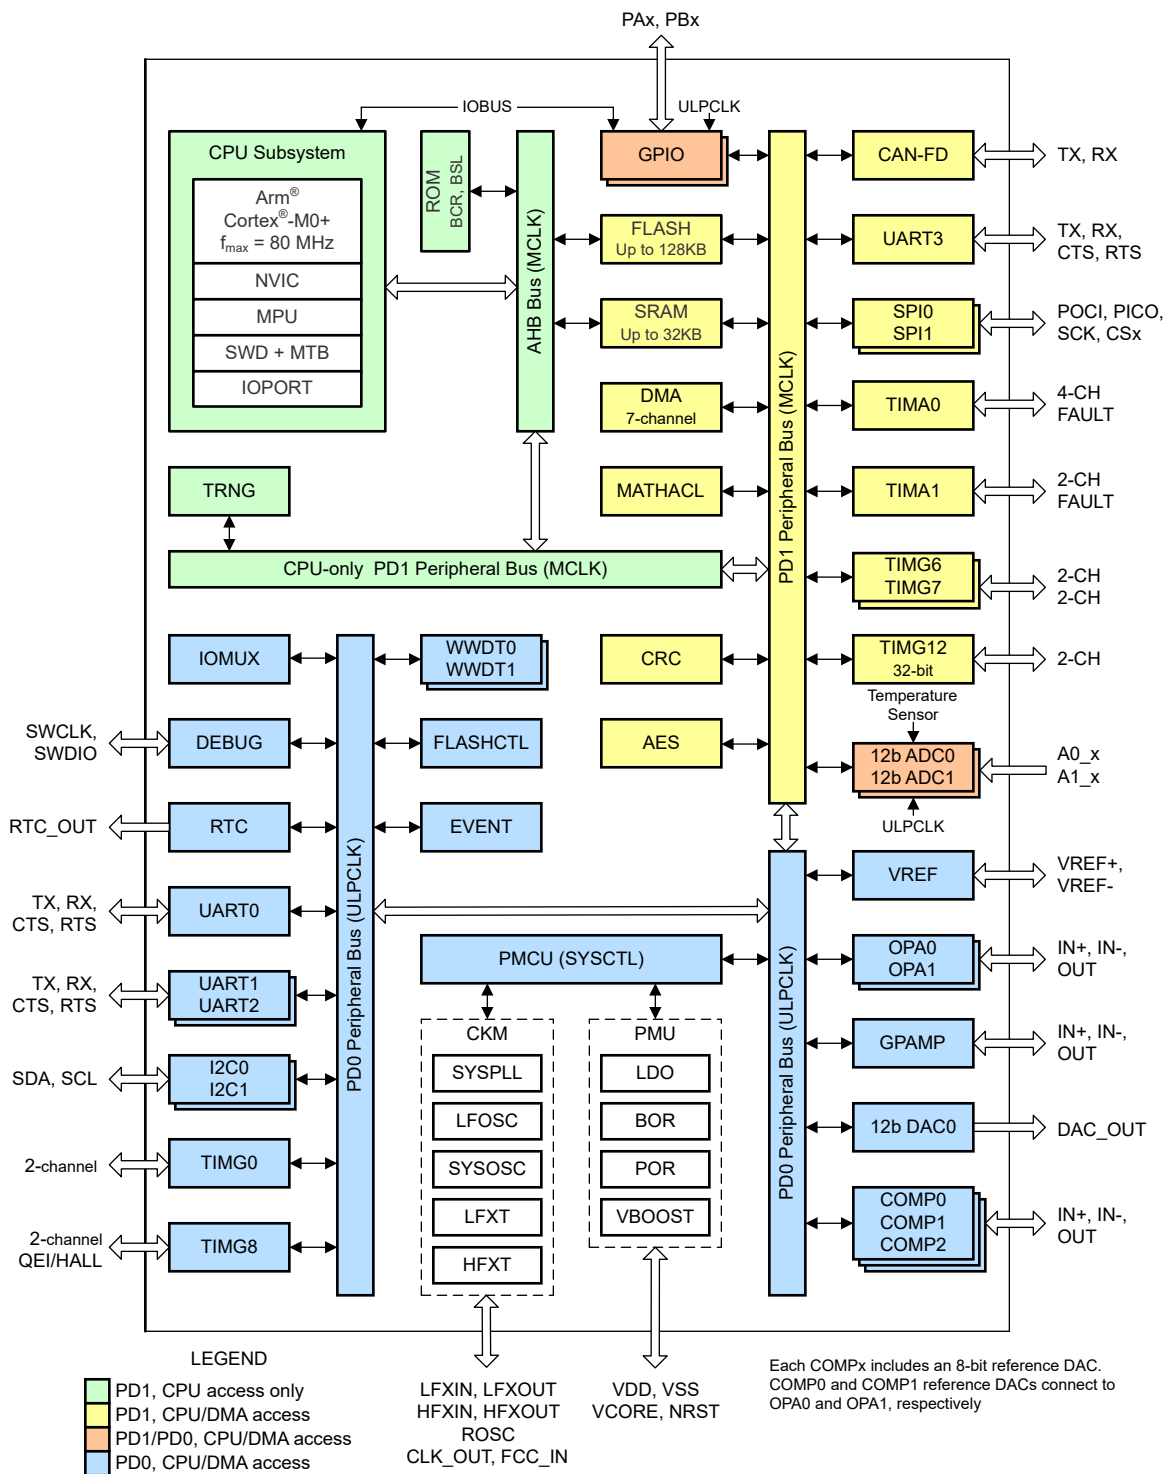 PAx, PBx
IOBUS
ULPCLK
CPU Subsystem
Arm®
Cortex®-M0+
fmax = 80 MHz
NVIC
MPU
SWD + MTB
IOPORT
ROM
BCR, BSL
AHB Bus (MCLK)
GPIO
FLASH
Up to 128KB
SRAM
Up to 32KB
DMA
7-channel
MATHACL
PD1 Peripheral Bus (MCLK)
CAN-FD
TX, RX
UART3
TX, RX,
CTS, RTS
SPI0
SPI1
POCI, PICO,
SCK, CSx
TIMA0
4-CH
FAULT
TIMA1
2-CH
FAULT
TRNG
CPU-only PD1 Peripheral Bus (MCLK)
TIMG6
TIMG7
2-CH
2-CH
IOMUX
WWDT0
WWDT1
CRC
TIMG12
32-bit
2-CH
Temperature
Sensor
SWCLK,
SWDIO
DEBUG
FLASHCTL
AES
12b ADC0
12b ADC1
A0_x
A1_x
ULPCLK
RTC_OUT
RTC
EVENT
PD0 Peripheral Bus (ULPCLK)
VREF
VREF+,
VREF-
TX, RX,
CTS, RTS
UART0
PMCU (SYSCTL)
PD0 Peripheral Bus (ULPCLK)
OPA0
OPA1
IN+, IN-,
OUT
TX, RX,
CTS, RTS
UART1
UART2
CKM
SYSPLL
LFOSC
SYSOSC
LFXT
HFXT
PMU
LDO
BOR
POR
VBOOST
GPAMP
IN+, IN-,
OUT
SDA, SCL
I2C0
I2C1
12b DAC0
DAC_OUT
2-channel
TIMG0
COMP0
COMP1
COMP2
IN+, IN-,
OUT
2-channel
QEI/HALL
TIMG8
LEGEND
PD1, CPU access only
PD1, CPU/DMA access
PD1/PD0, CPU/DMA access
PD0, CPU/DMA access
LFXIN, LFXOUT
HFXIN, HFXOUT
ROSC
CLK_OUT, FCC_IN
VDD, VSS
VCORE, NRST
Each COMPx includes an 8-bit reference DAC.
COMP0 and COMP1 reference DACs connect to
OPA0 and OPA1, respectively